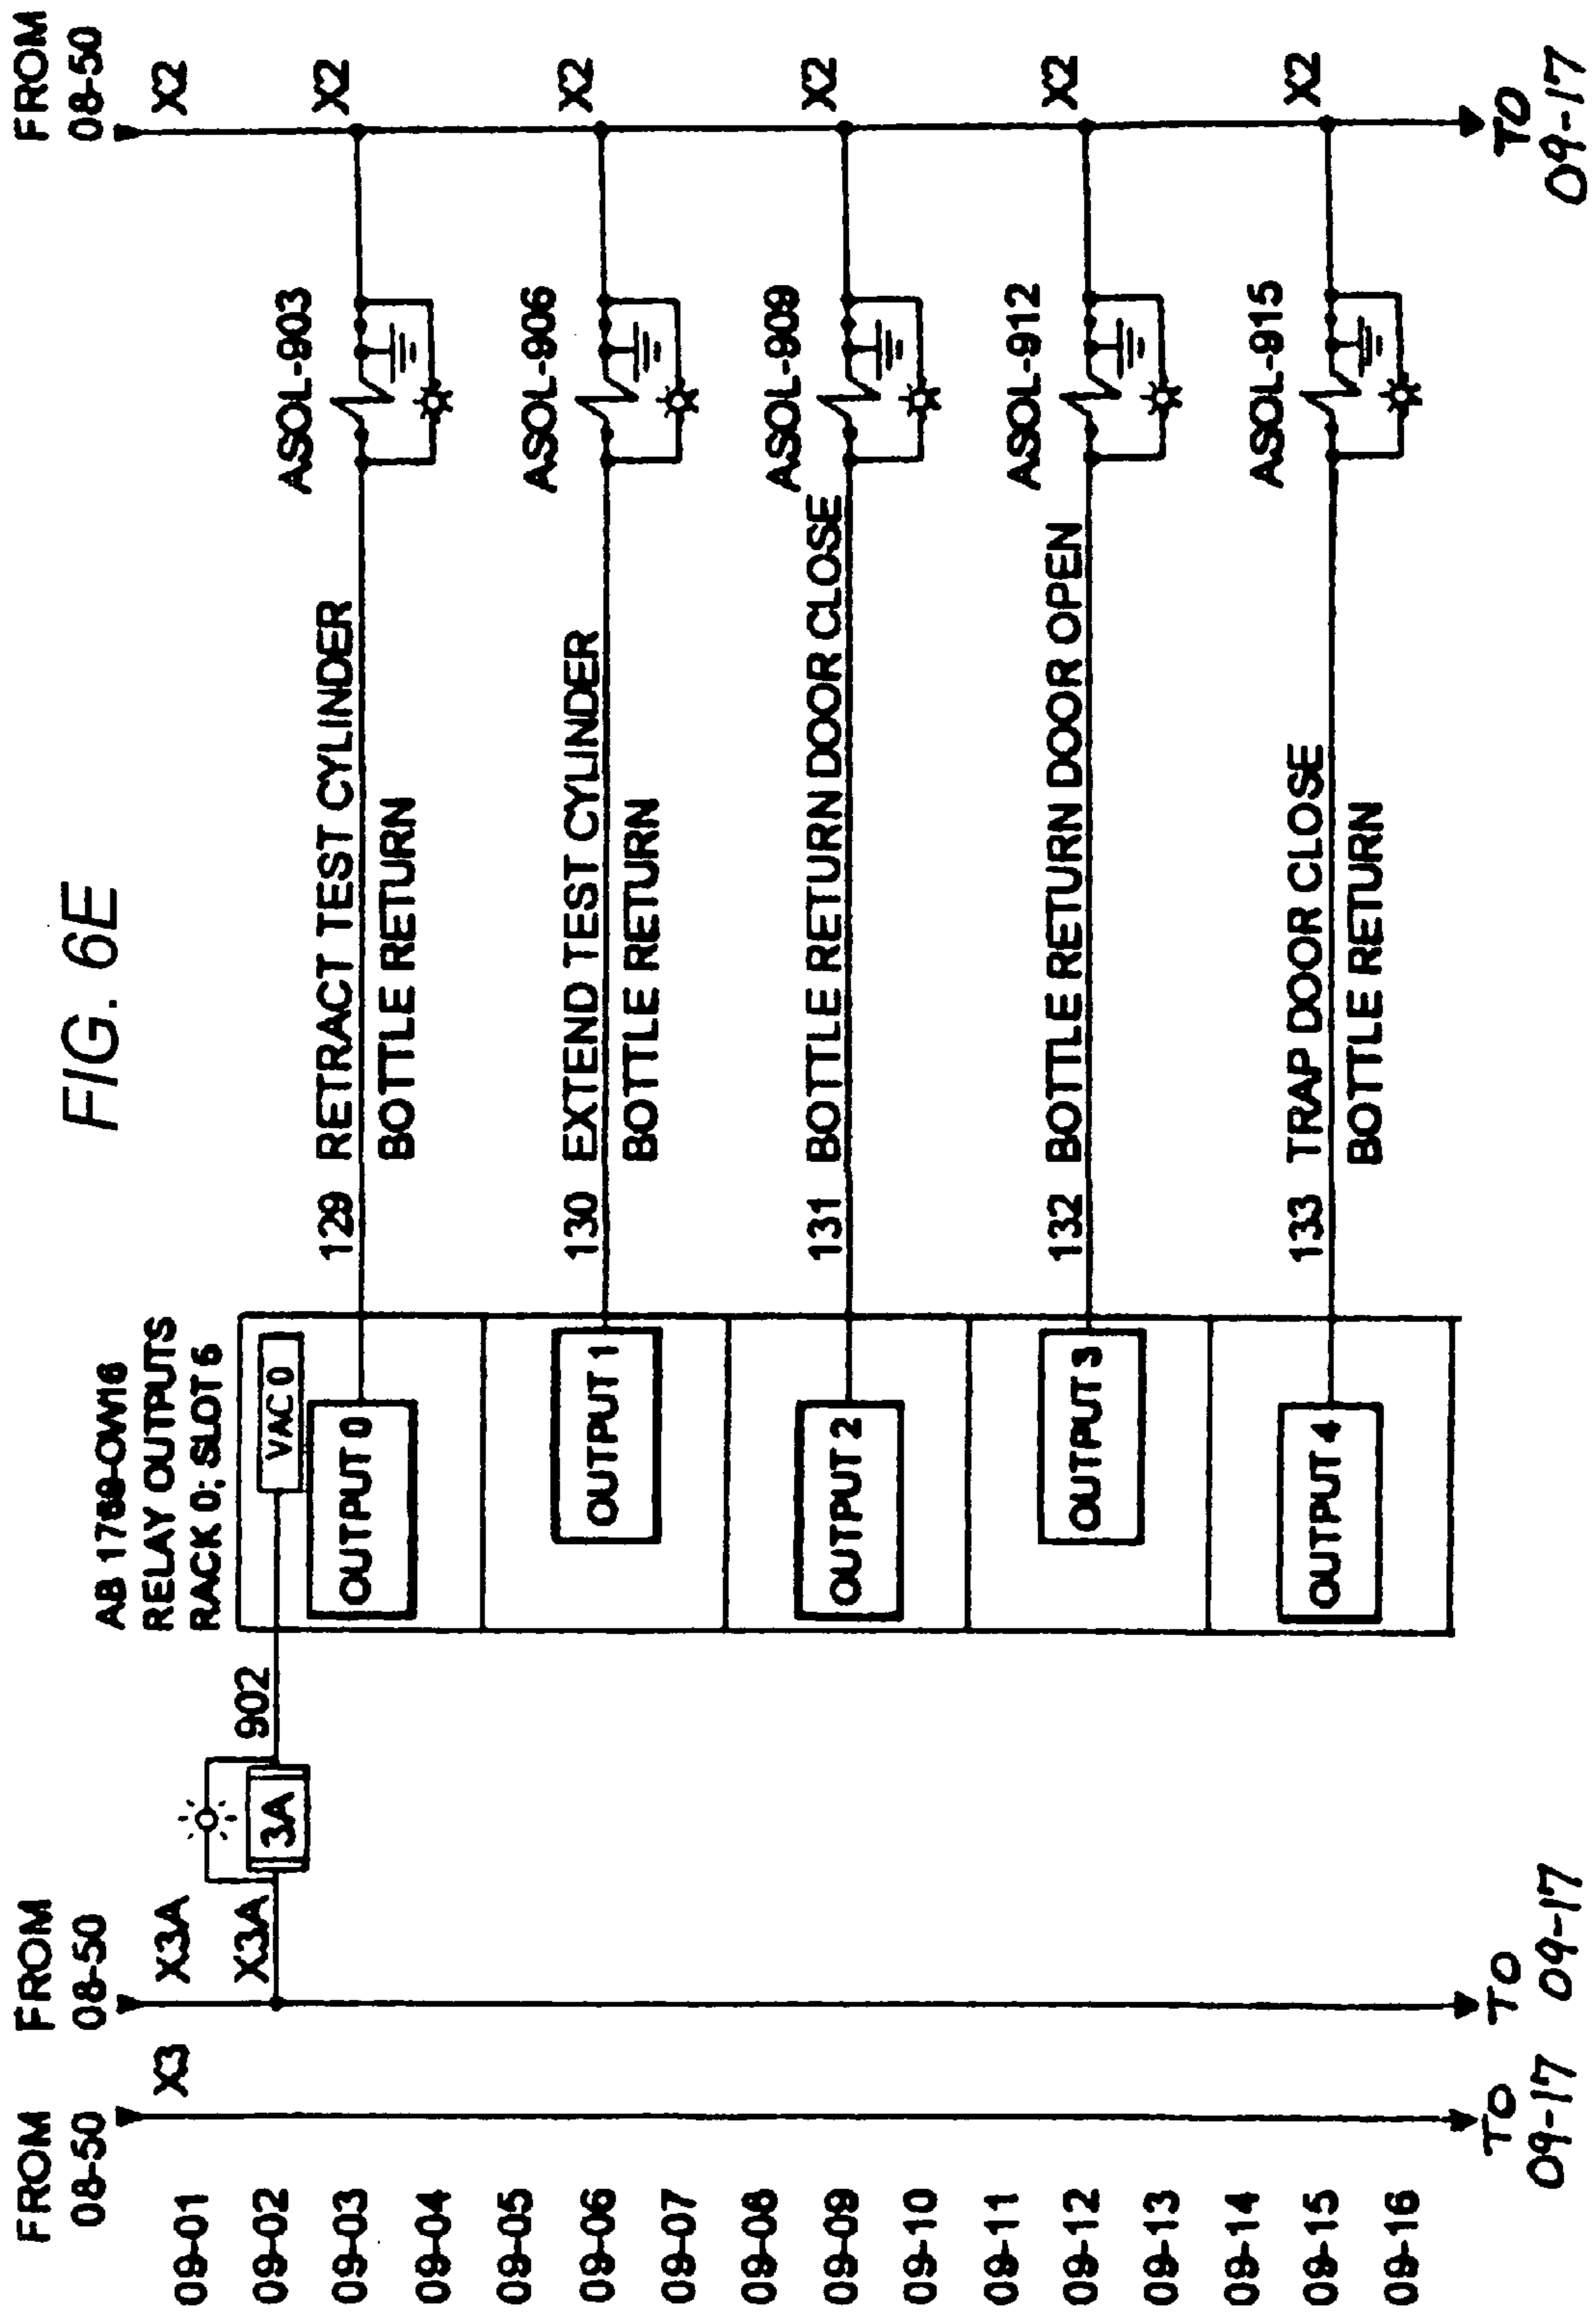 FIG. 6E
FROM
08-50
FROM
08-50
FROM
08-50
X3
X3A
X2
09-01
09-02
09-03
09-04
09-05
09-06
09-07
09-08
09-09
09-10
09-11
09-12
09-13
09-14
09-15
09-16
X3A
3A
902
AB 1769-OW16
RELAY OUTPUTS
RACK 0; SLOT 5
VAC 0
OUTPUT 0
129 RETRACT TEST CYLINDER
BOTTLE RETURN
ASOL-903
X2
OUTPUT 1
130 EXTEND TEST CYLINDER
BOTTLE RETURN
ASOL-906
X2
OUTPUT 2
131 BOTTLE RETURN DOOR CLOSE
ASOL-909
X2
OUTPUT 3
132 BOTTLE RETURN DOOR OPEN
ASOL-912
X2
OUTPUT 4
133 TRAP DOOR CLOSE
BOTTLE RETURN
ASOL-915
X2
TO
09-17
TO
09-17
TO
09-17